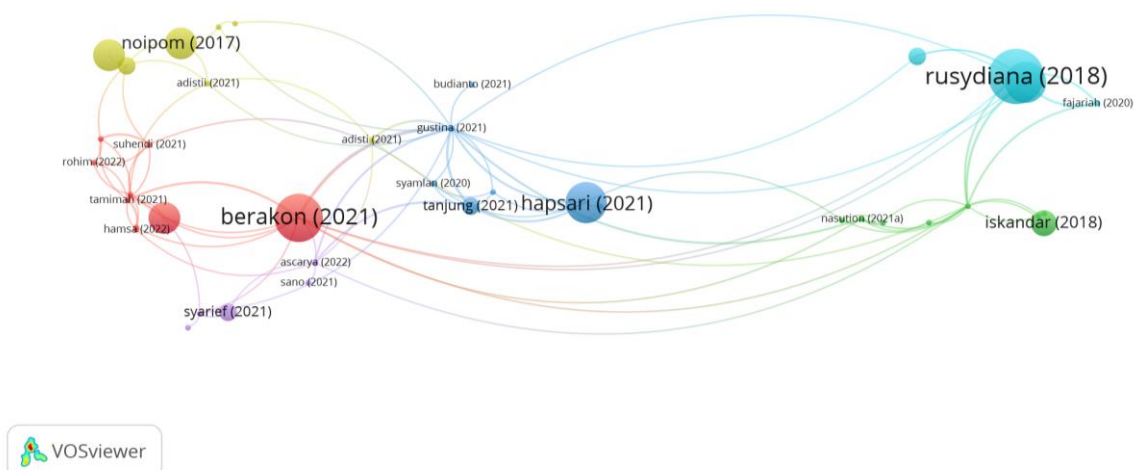 noipom (2017)
adistii (2021)
rusydiana (2018)
budianto (2021)
fajariah (2020)
gustina (2021)
suhendi (2021)
adisti (2021)
rohim (2022)
syamlan (2020)
tamimah (2021)
berakon (2021)
tanjung (2021)
hapsari (2021)
nasution (2021a)
iskandar (2018)
hamsa (2022)
ascarya (2022)
sano (2021)
syarief (2021)
VOSviewer